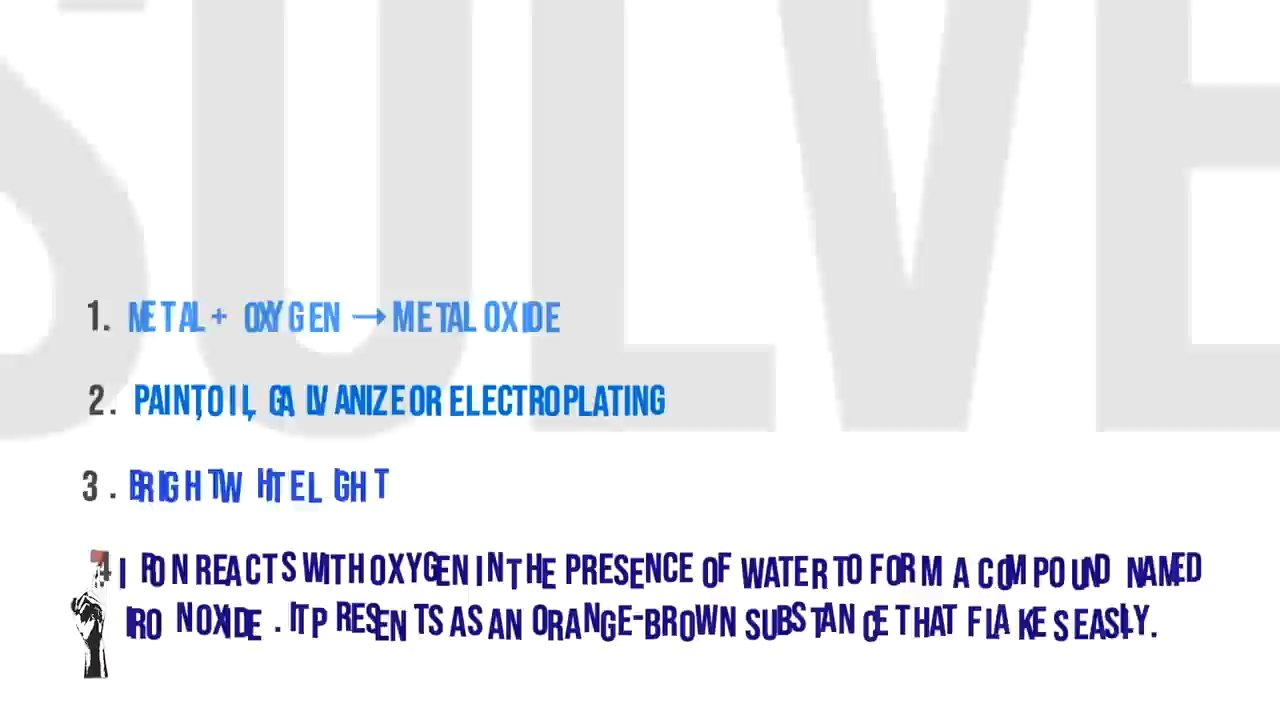 SOLVE
1. METAL + OXYGEN → METAL OXIDE
2. PAINT, OIL, GALVANIZE OR ELECTROPLATING
3. BRIGHT WHITE LIGHT
4 IRON REACTS WITH OXYGEN IN THE PRESENCE OF WATER TO FORM A COMPOUND NAMED
IRON OXIDE. IT PRESENTS AS AN ORANGE-BROWN SUBSTANCE THAT FLAKES EASILY.